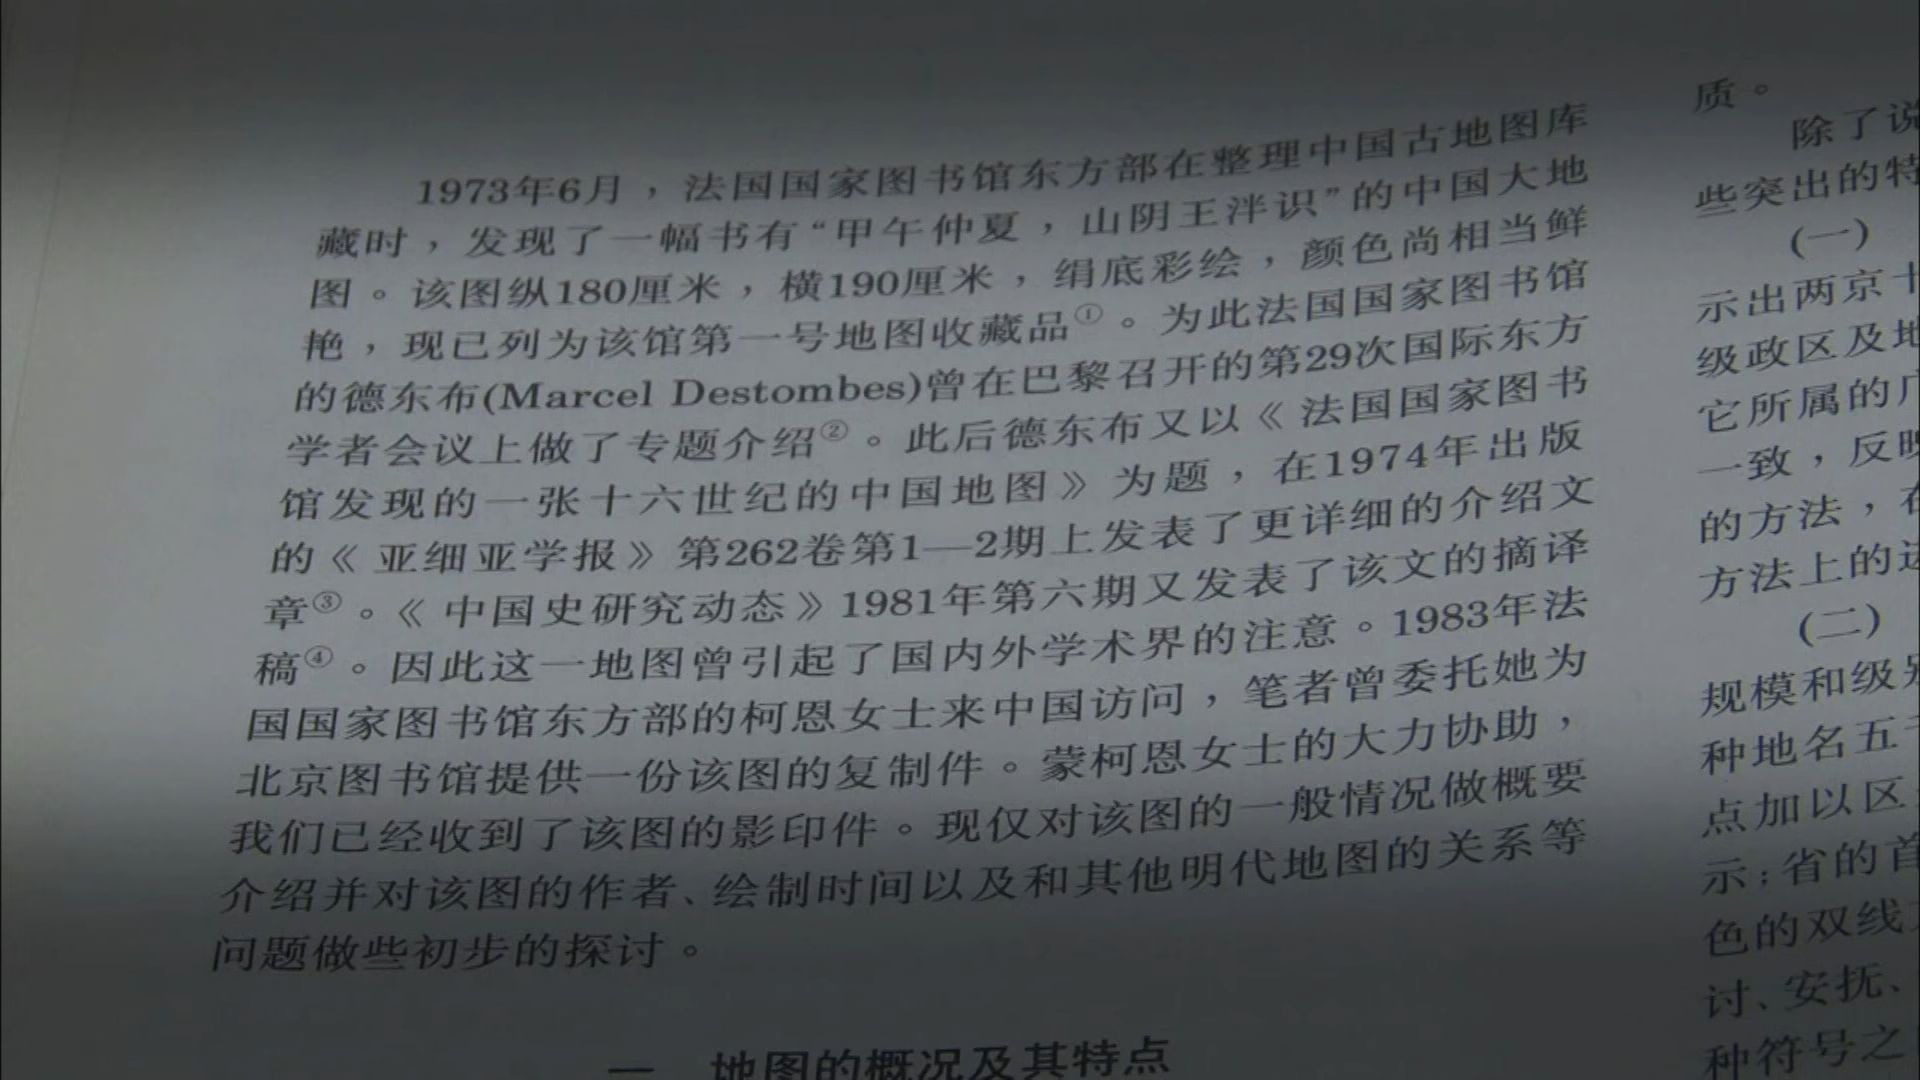 1973年6月，法国国家图书馆东方部在整理中国古地图库
藏时，发现了一幅书有“甲午仲夏，山阴王泮识”的中国大地
图。该图纵180厘米，横190厘米，绢底彩绘，颜色尚相当鲜
艳，现已列为该馆第一号地图收藏品①。为此法国国家图书馆
的德东布(Marcel Destombes)曾在巴黎召开的第29次国际东方
学者会议上做了专题介绍②。此后德东布又以《法国国家图书
馆发现的一张十六世纪的中国地图》为题，在1974年出版
的《亚细亚学报》第262卷第1—2期上发表了更详细的介绍文
章③。《中国史研究动态》1981年第六期又发表了该文的摘译
稿④。因此这一地图曾引起了国内外学术界的注意。1983年法
国国家图书馆东方部的柯恩女士来中国访问，笔者曾委托她为
北京图书馆提供一份该图的复制件。蒙柯恩女士的大力协助，
我们已经收到了该图的影印件。现仅对该图的一般情况做概要
介绍并对该图的作者、绘制时间以及和其他明代地图的关系等
问题做些初步的探讨。
一 地图的概况及其特点
质。
除了说
些突出的特
(一)
示出两京十
级政区及地
它所属的
一致，反映
的方法，在
方法上的进
(二)
规模和级别
种地名五千
点加以区
示；省的首
色的双线
讨、安抚、
种符号之